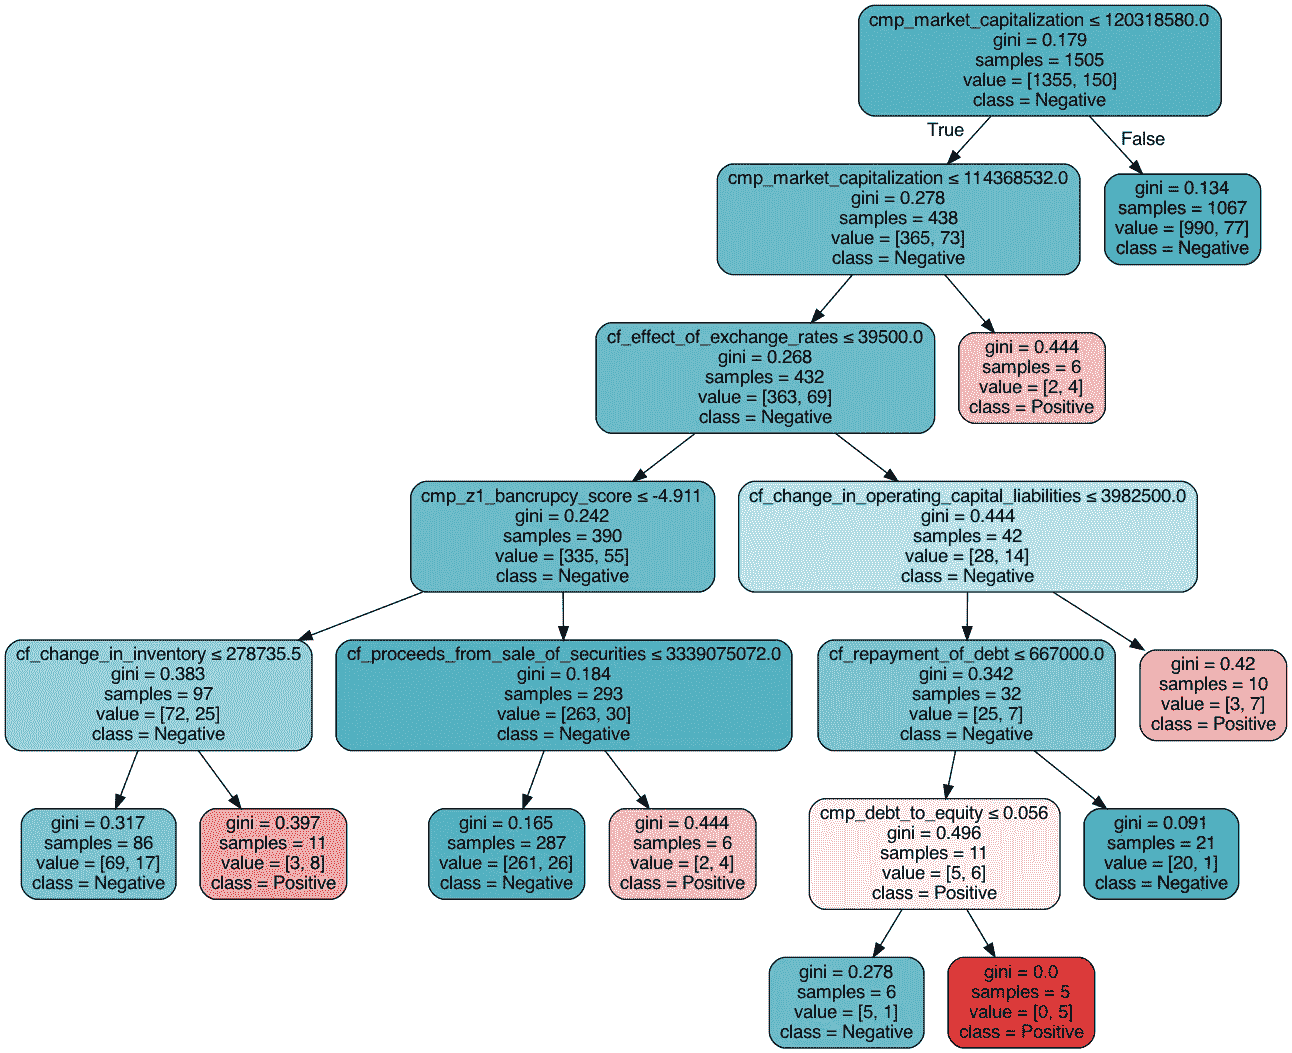 cmp_market_capitalization ≤ 120318580.0
gini = 0.179
samples = 1505
value = [1355, 150]
class = Negative
True
False
cmp_market_capitalization ≤ 114368532.0
gini = 0.278
samples = 438
value = [365, 73]
class = Negative
gini = 0.134
samples = 1067
value = [990, 77]
class = Negative
cf_effect_of_exchange_rates ≤ 39500.0
gini = 0.268
samples = 432
value = [363, 69]
class = Negative
gini = 0.444
samples = 6
value = [2, 4]
class = Positive
cmp_z1_bancrupcy_score ≤ -4.911
gini = 0.242
samples = 390
value = [335, 55]
class = Negative
cf_change_in_operating_capital_liabilities ≤ 3982500.0
gini = 0.444
samples = 42
value = [28, 14]
class = Negative
cf_change_in_inventory ≤ 278735.5
gini = 0.383
samples = 97
value = [72, 25]
class = Negative
cf_proceeds_from_sale_of_securities ≤ 3339075072.0
gini = 0.184
samples = 293
value = [263, 30]
class = Negative
cf_repayment_of_debt ≤ 667000.0
gini = 0.342
samples = 32
value = [25, 7]
class = Negative
gini = 0.42
samples = 10
value = [3, 7]
class = Positive
gini = 0.317
samples = 86
value = [69, 17]
class = Negative
gini = 0.397
samples = 11
value = [3, 8]
class = Positive
gini = 0.165
samples = 287
value = [261, 26]
class = Negative
gini = 0.444
samples = 6
value = [2, 4]
class = Positive
cmp_debt_to_equity ≤ 0.056
gini = 0.496
samples = 11
value = [5, 6]
class = Positive
gini = 0.091
samples = 21
value = [20, 1]
class = Negative
gini = 0.278
samples = 6
value = [5, 1]
class = Negative
gini = 0.0
samples = 5
value = [0, 5]
class = Positive